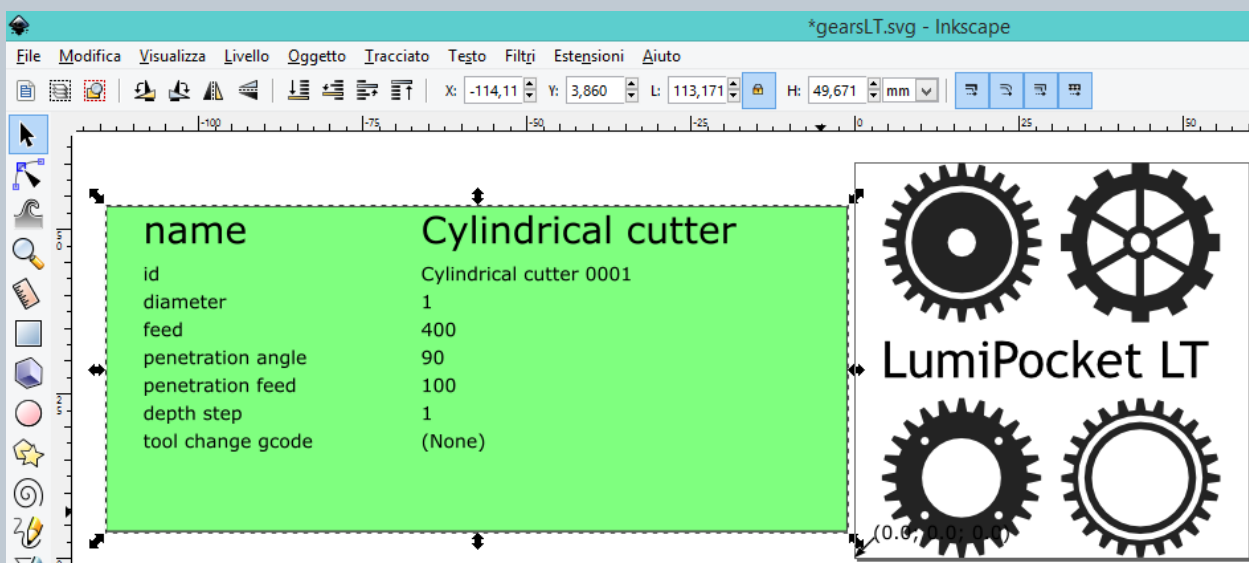 *gearsLT.svg - Inkscape
File Modifica Visualizza Livello Oggetto Tracciato Testo Filtri Estensioni Aiuto
X: -114,11 Y: 3,860 L: 113,171 H: 49,671 mm
-100 -75 -50 -25 0 25 50
50
25
0
name Cylindrical cutter
id Cylindrical cutter 0001
diameter 1
feed 400
penetration angle 90
penetration feed 100
depth step 1
tool change gcode (None)
LumiPocket LT
(0.0; 0.0; 0.0)